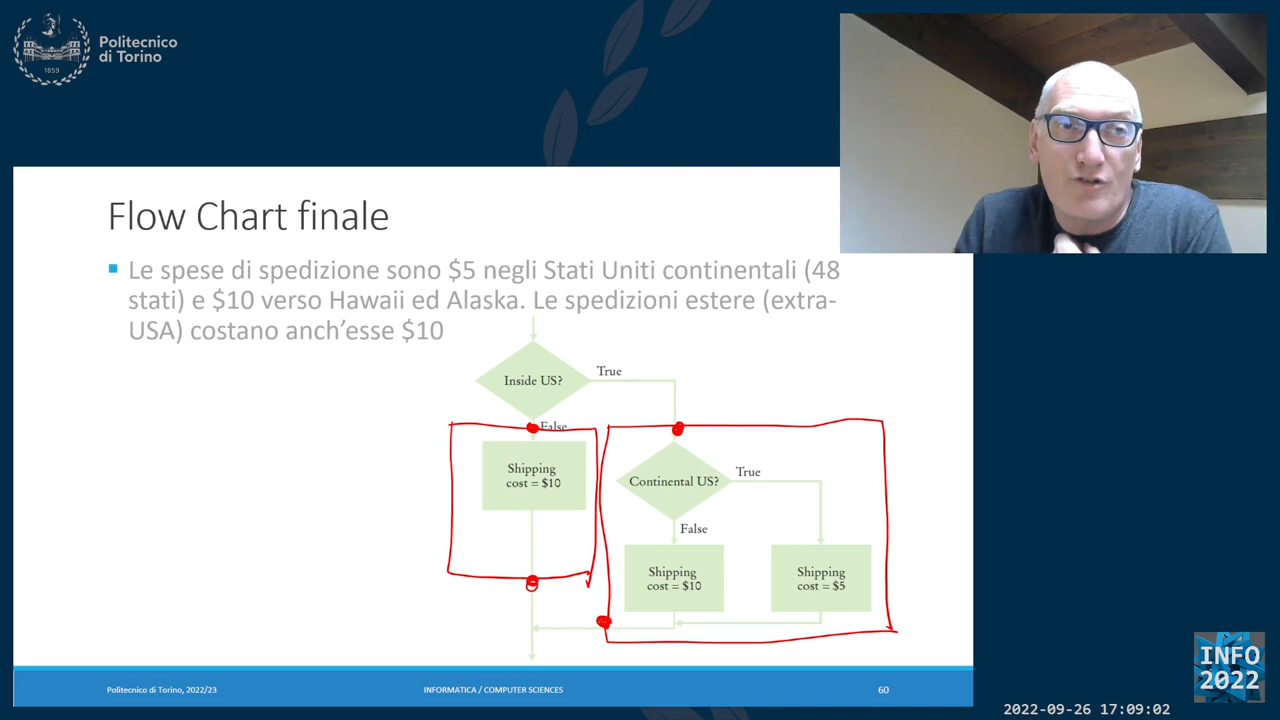 Politecnico
di Torino
1859
Flow Chart finale
Le spese di spedizione sono $5 negli Stati Uniti continentali (48
stati) e $10 verso Hawaii ed Alaska. Le spedizioni estere (extra-
USA) costano anch'esse $10
Inside US?
True
False
Shipping
cost = $10
Continental US?
True
False
Shipping
cost = $10
Shipping
cost = $5
Politecnico di Torino, 2022/23
INFORMATICA / COMPUTER SCIENCES
60
INFO
2022
2022-09-26 17:09:02